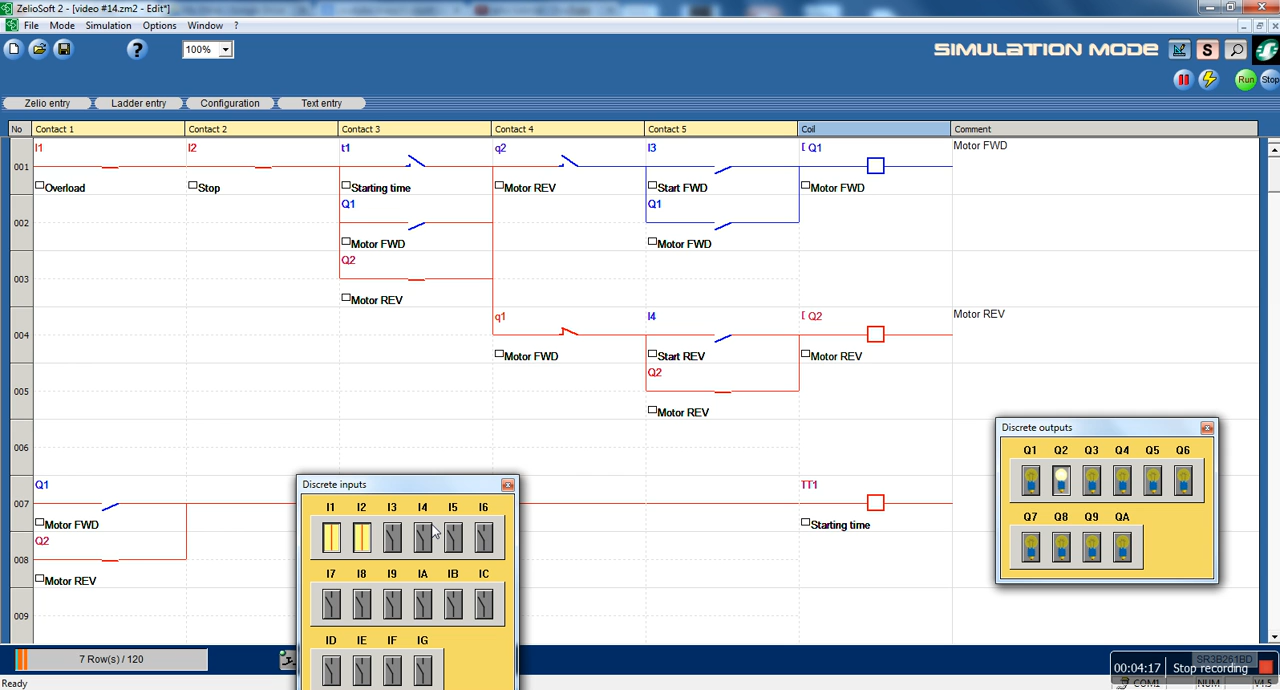 ZelioSoft 2 - [video #14.zm2 - Edit*]
File Mode Simulation Options Window ?
100% SIMULATION MODE S
Run Stop
Zelio entry Ladder entry Configuration Text entry
No Contact 1 Contact 2 Contact 3 Contact 4 Contact 5 Coil Comment
I1 I2 t1 q2 I3 [ Q1 Motor FWD
001
Overload Stop Starting time Motor REV Start FWD Motor FWD
Q1 Q1
002
Motor FWD Motor FWD
Q2
003
Motor REV
q1 I4 [ Q2 Motor REV
004
Motor FWD Start REV Motor REV
Q2
005
Motor REV
006
Q1 TT1
007
Motor FWD Starting time
Q2
008
Motor REV
009
Discrete inputs
I1 I2 I3 I4 I5 I6
I7 I8 I9 IA IB IC
ID IE IF IG
Discrete outputs
Q1 Q2 Q3 Q4 Q5 Q6
Q7 Q8 Q9 QA
7 Row(s) / 120
SR3B261BD
00:04:17 Stop recording
Ready COM1 NUM V4.5